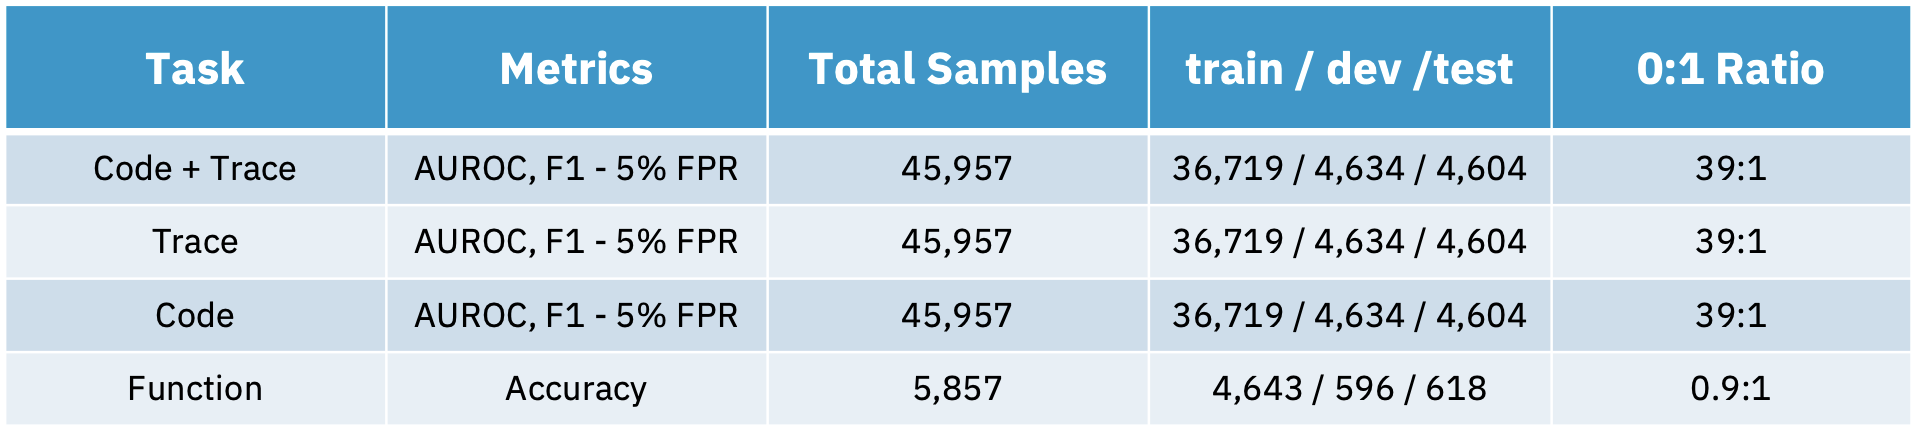 Task Metrics Total Samples train / dev /test 0:1 Ratio
Code + Trace AUROC, F1 - 5% FPR 45,957 36,719 / 4,634 / 4,604 39:1
Trace AUROC, F1 - 5% FPR 45,957 36,719 / 4,634 / 4,604 39:1
Code AUROC, F1 - 5% FPR 45,957 36,719 / 4,634 / 4,604 39:1
Function Accuracy 5,857 4,643 / 596 / 618 0.9:1